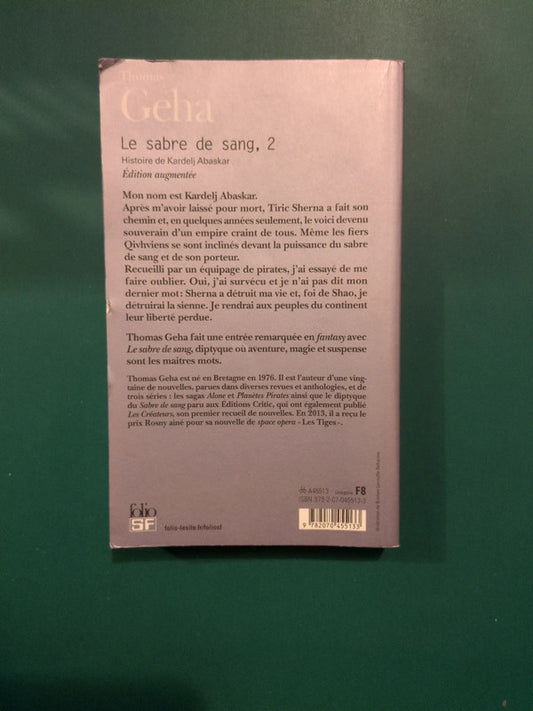 Thomas
Geha
Le sabre de sang, 2
Histoire de Kardelj Abaskar
Édition augmentée
Mon nom est Kardelj Abaskar.
Après m'avoir laissé pour mort, Tiric Sherna a fait son
chemin et, en quelques années seulement, le voici devenu
souverain d'un empire craint de tous. Même les fiers
Qivhviens se sont inclinés devant la puissance du sabre
de sang et de son porteur.
Recueilli par un équipage de pirates, j'ai essayé de me
faire oublier. Oui, j'ai survécu et je n'ai pas dit mon
dernier mot : Sherna a détruit ma vie et, foi de Shao, je
détruirai la sienne. Je rendrai aux peuples du continent
leur liberté perdue.
Thomas Geha fait une entrée remarquée en fantasy avec
Le sabre de sang, diptyque où aventure, magie et suspense
sont les maîtres mots.
Thomas Geha est né en Bretagne en 1976. Il est l'auteur d'une ving-
taine de nouvelles, parues dans diverses revues et anthologies, et de
trois séries : les sagas Alone et Planètes Pirates ainsi que le diptyque
du Sabre de sang paru aux Éditions Critic, qui ont également publié
Les Créateurs, son premier recueil de nouvelles. En 2013, il a reçu le
prix Rosny aîné pour sa nouvelle de space opera « Les Tiges ».
folio
SF
folio-lesite.fr/foliosf
A45513 catégorie F8
ISBN 978-2-07-045513-3
9 782070 455133